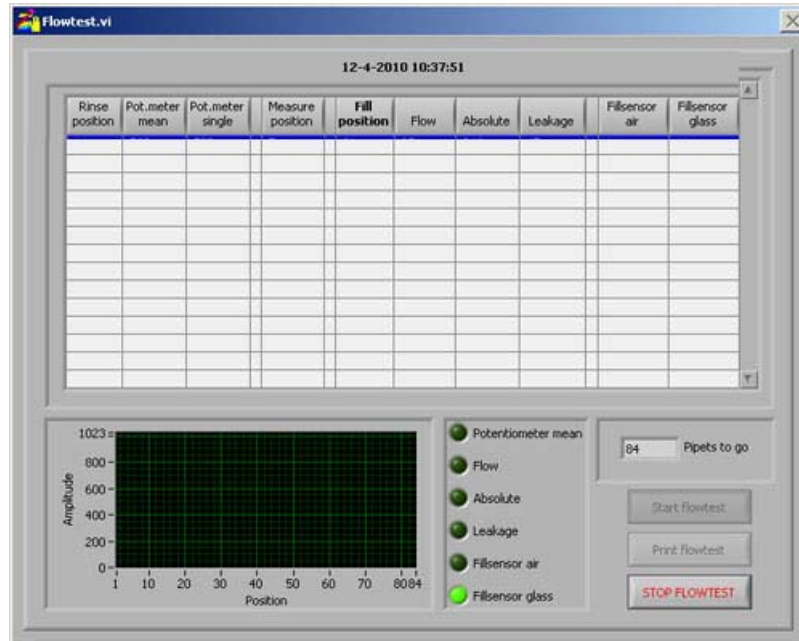 Flowtest.vi
12-4-2010 10:37:51
Rinse position Pot.meter mean Pot.meter single Measure position Fill position Flow Absolute Leakage Fillsensor air Fillsensor glass
1023
800
600
400
200
0
Amplitude
1 10 20 30 40 50 60 70 8084
Position
Potentiometer mean
Flow
Absolute
Leakage
Fillsensor air
Fillsensor glass
84 Pipets to go
Start flowtest
Print flowtest
STOP FLOWTEST